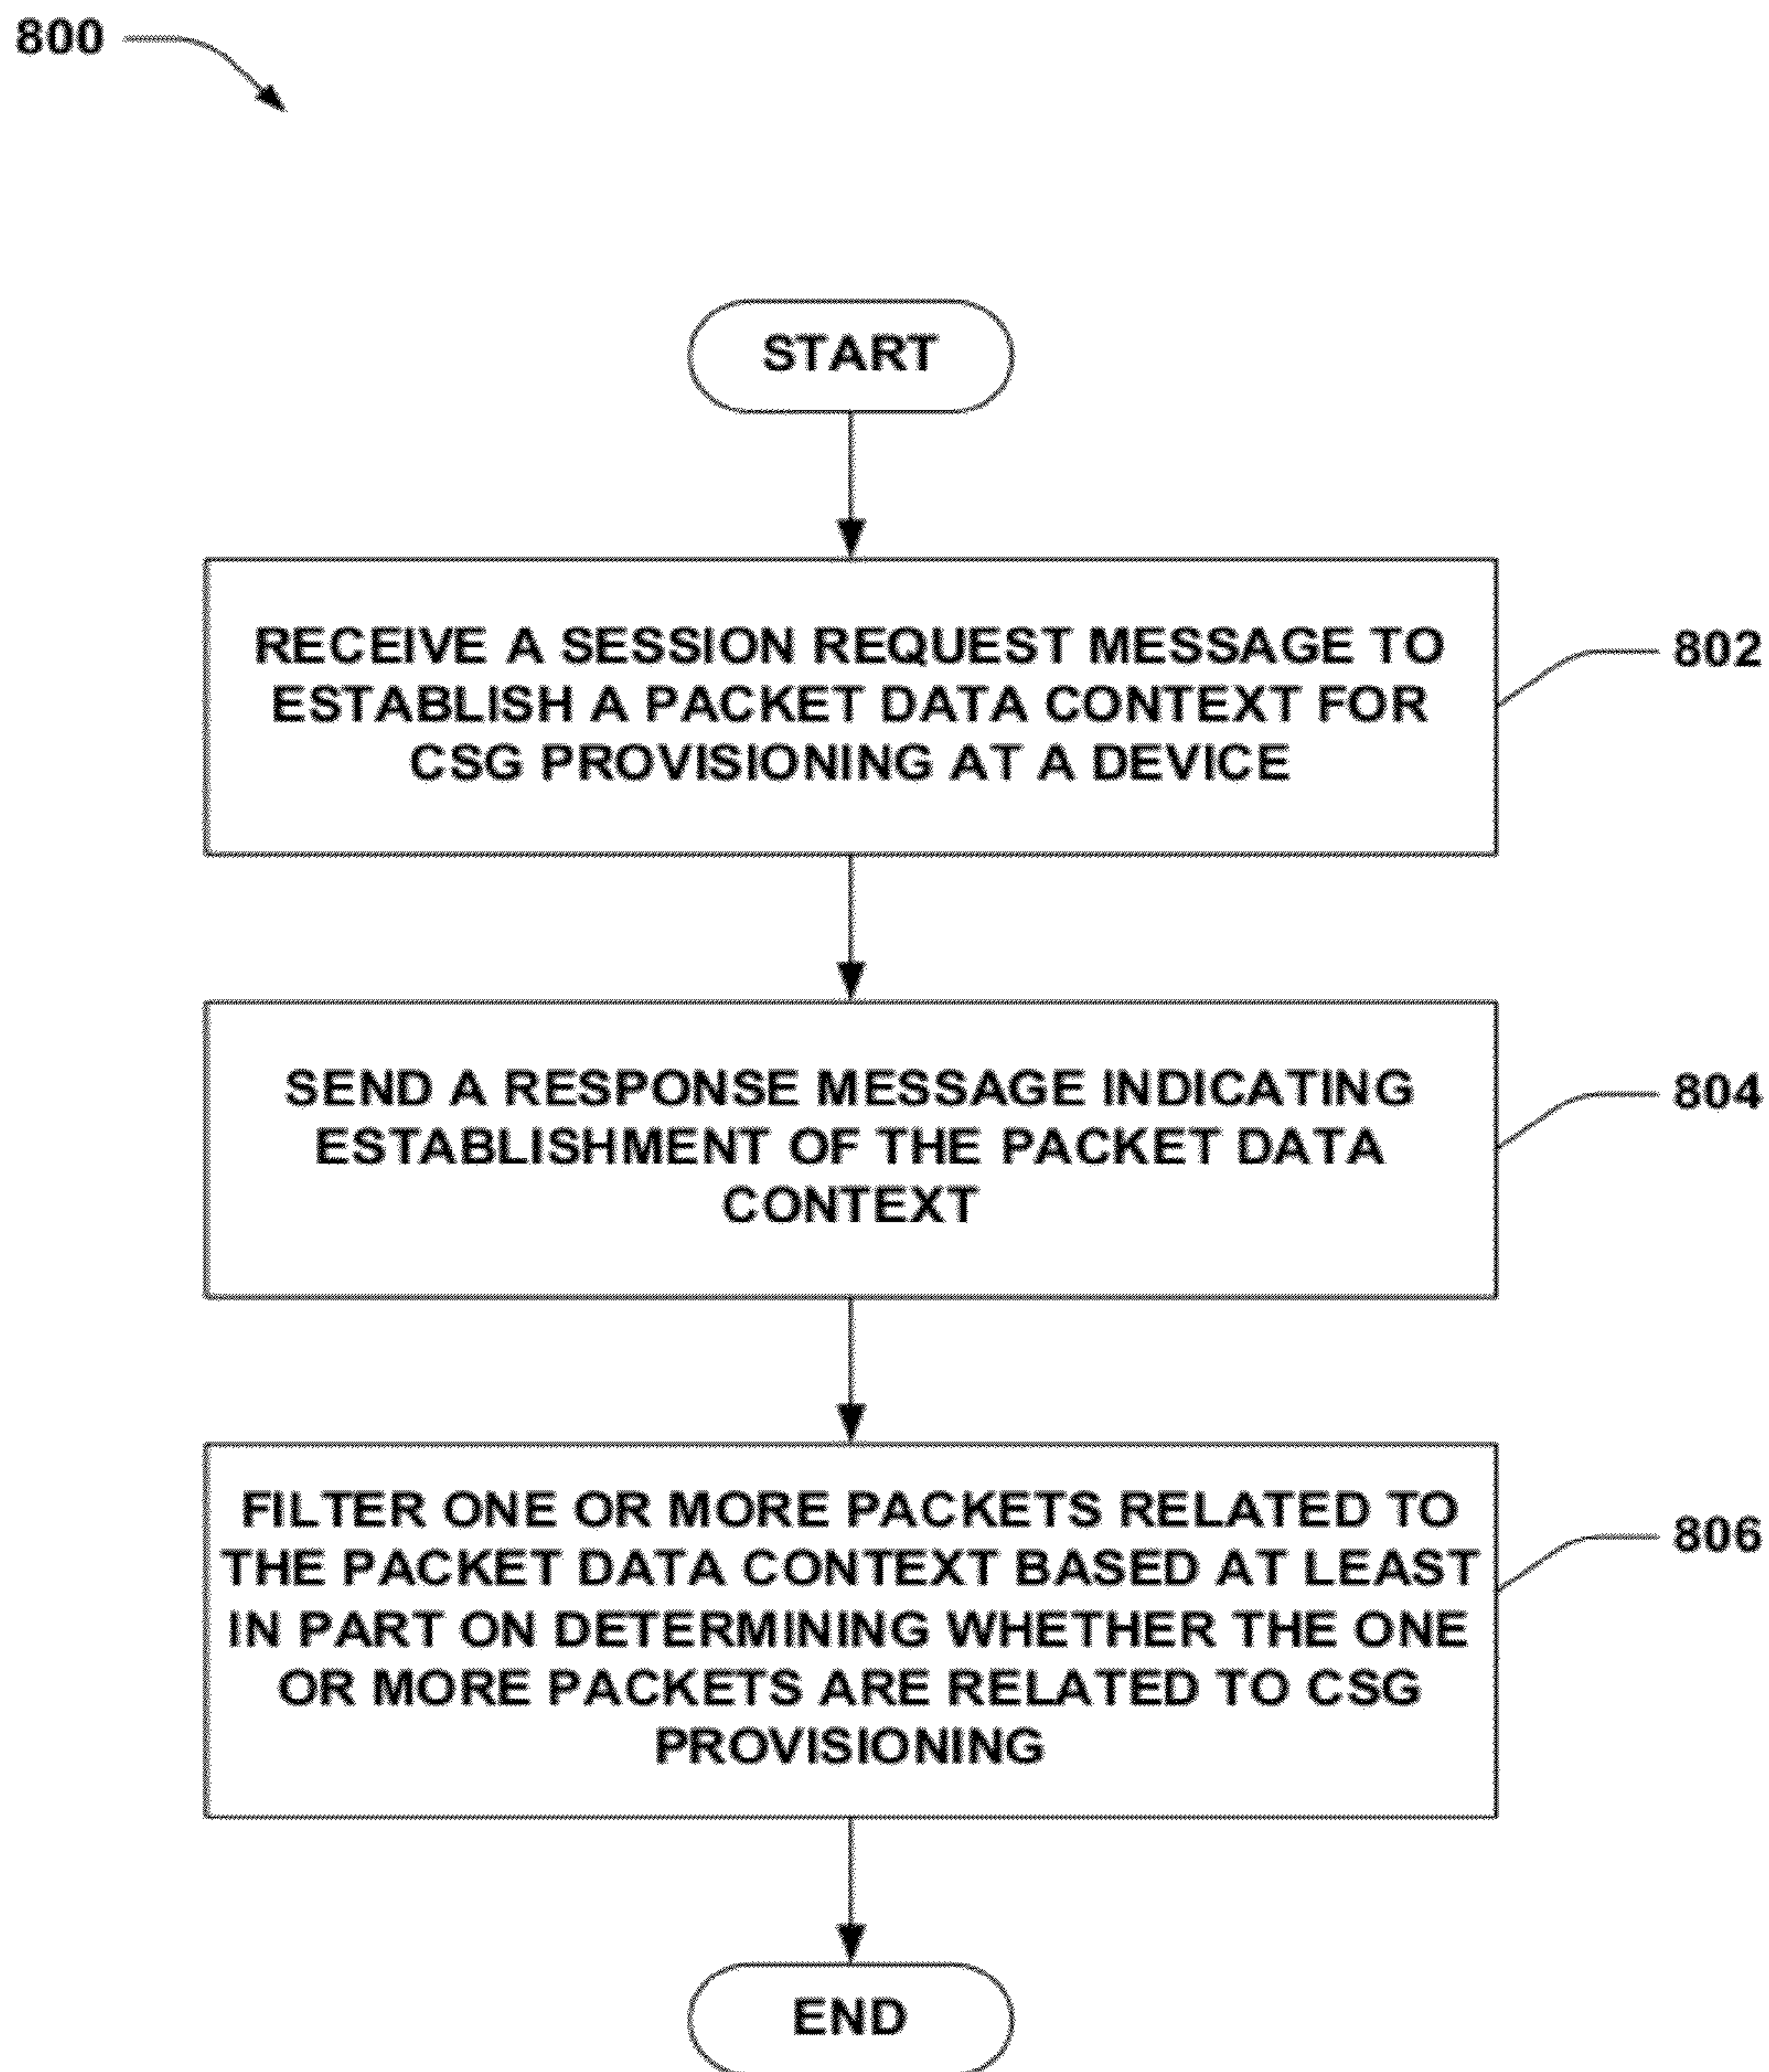 800
START
RECEIVE A SESSION REQUEST MESSAGE TO
ESTABLISH A PACKET DATA CONTEXT FOR
CSG PROVISIONING AT A DEVICE
802
SEND A RESPONSE MESSAGE INDICATING
ESTABLISHMENT OF THE PACKET DATA
CONTEXT
804
FILTER ONE OR MORE PACKETS RELATED TO
THE PACKET DATA CONTEXT BASED AT LEAST
IN PART ON DETERMINING WHETHER THE ONE
OR MORE PACKETS ARE RELATED TO CSG
PROVISIONING
806
END